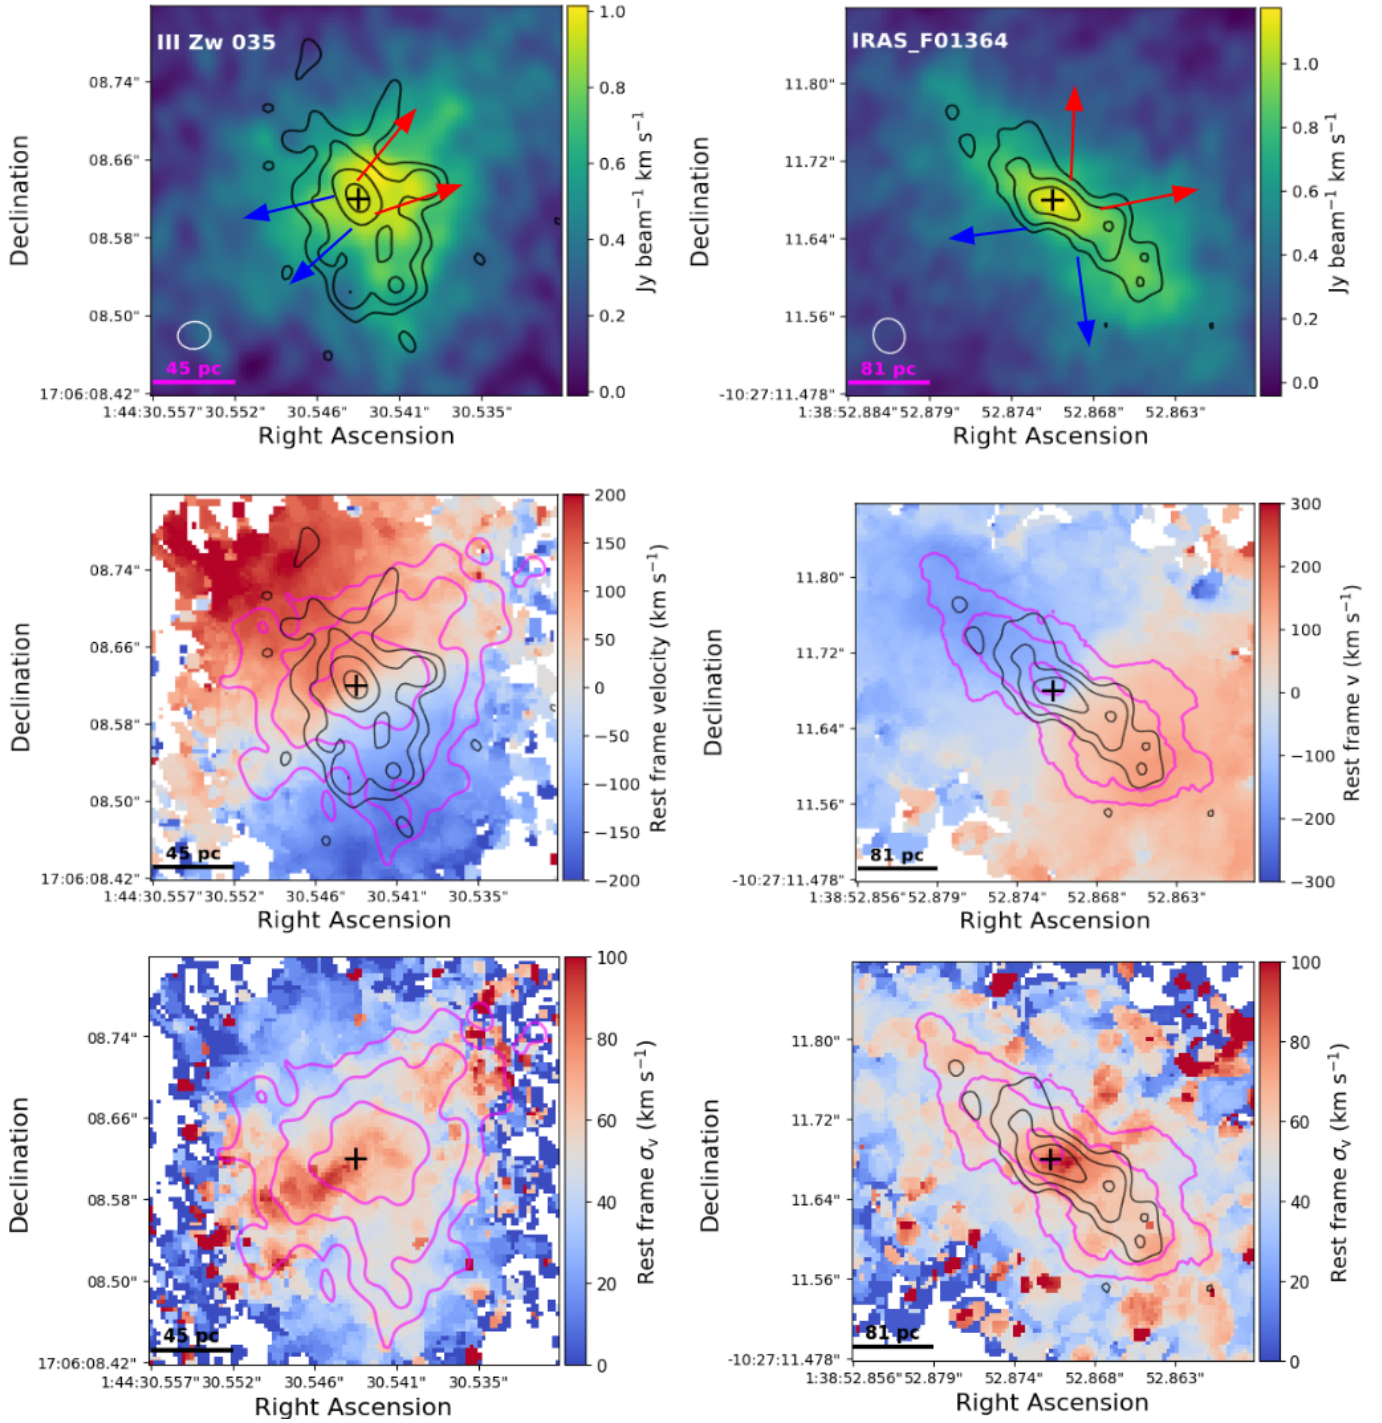 III Zw 035
Declination
08.74"
08.66"
08.58"
08.50"
17:06:08.42"
45 pc
1:44:30.557" 30.552" 30.546" 30.541" 30.535"
Right Ascension
1.0
0.8
0.6
0.4
0.2
0.0
Jy beam−1 km s−1
IRAS_F01364
Declination
11.80"
11.72"
11.64"
11.56"
-10:27:11.478"
81 pc
1:38:52.884" 52.879" 52.874" 52.868" 52.863"
Right Ascension
1.0
0.8
0.6
0.4
0.2
0.0
Jy beam−1 km s−1
Declination
08.74"
08.66"
08.58"
08.50"
17:06:08.42"
45 pc
1:44:30.557" 30.552" 30.546" 30.541" 30.535"
Right Ascension
200
150
100
50
0
−50
−100
−150
−200
Rest frame velocity (km s−1)
Declination
11.80"
11.72"
11.64"
11.56"
-10:27:11.478"
81 pc
1:38:52.856" 52.879" 52.874" 52.868" 52.863"
Right Ascension
300
200
100
0
−100
−200
−300
Rest frame v (km s−1)
Declination
08.74"
08.66"
08.58"
08.50"
17:06:08.42"
45 pc
1:44:30.557" 30.552" 30.546" 30.541" 30.535"
Right Ascension
100
80
60
40
20
0
Rest frame σv (km s−1)
Declination
11.80"
11.72"
11.64"
11.56"
-10:27:11.478"
81 pc
1:38:52.856" 52.879" 52.874" 52.868" 52.863"
Right Ascension
100
80
60
40
20
0
Rest frame σv (km s−1)